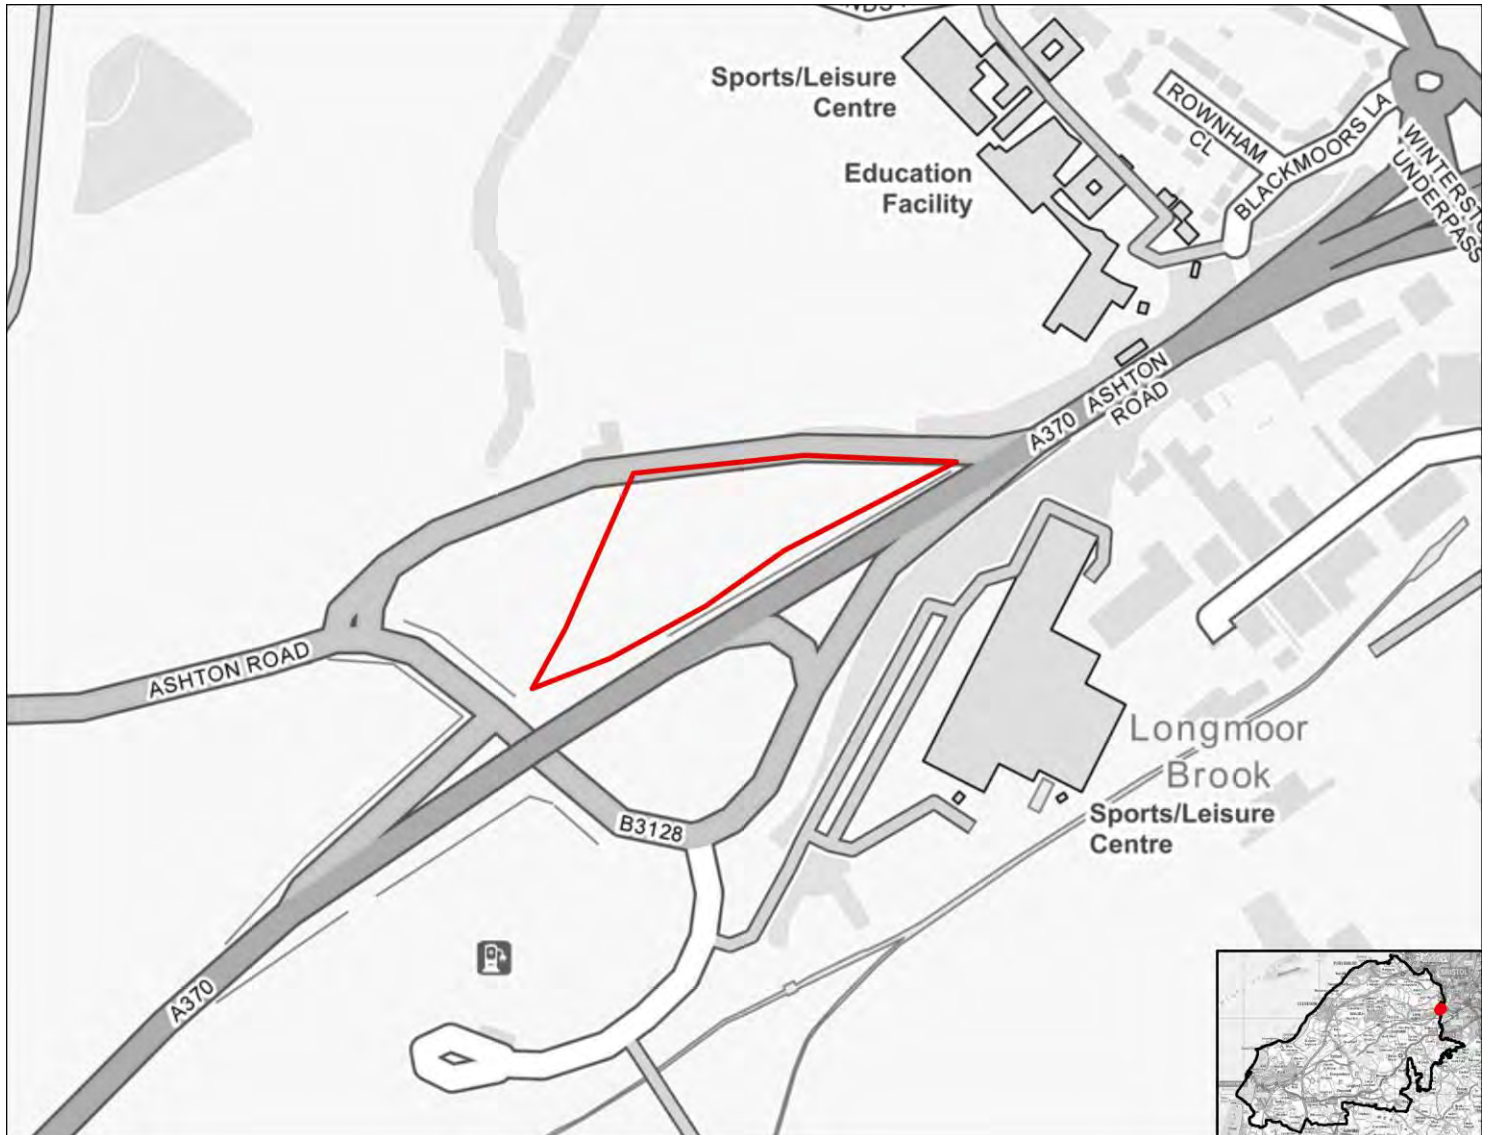 Sports/Leisure
Centre
Education
Facility
ROWNHAM
CL
BLACKMOORS LA
UNDERPASS
A370
ASHTON
ROAD
ASHTON ROAD
Longmoor
Brook
Sports/Leisure
Centre
B3128
A370
BRISTOL